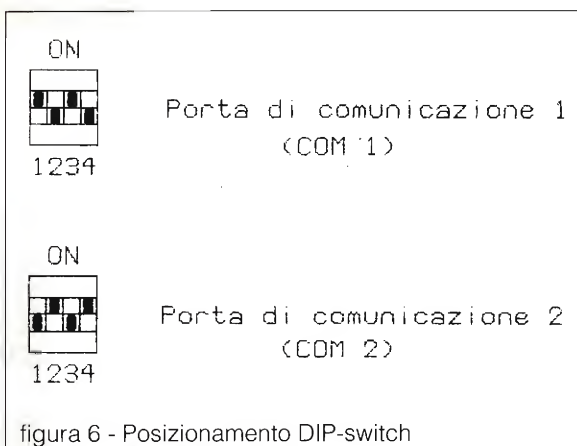 ON
Porta di comunicazione 1
(COM 1)
1234
ON
Porta di comunicazione 2
(COM 2)
1234
figura 6 - Posizionamento DIP-switch